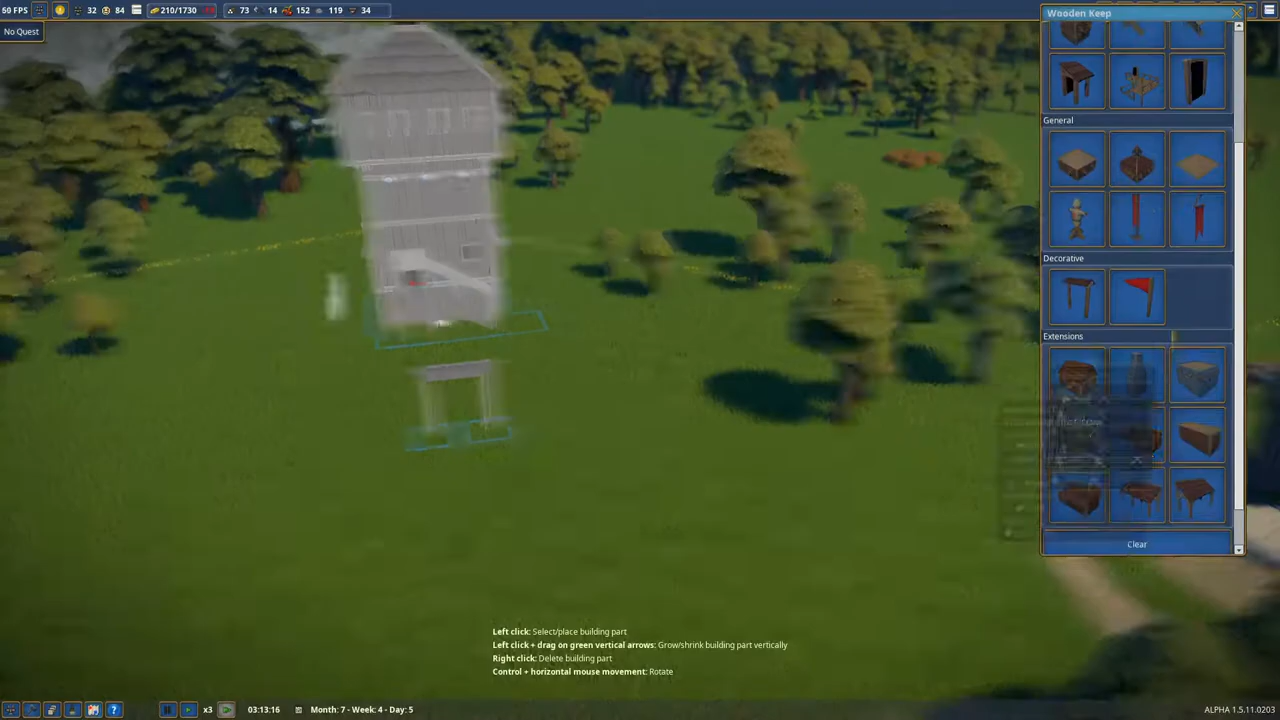 60 FPS 32 84 210/1730 73 14 152 119 34
No Quest
Wooden Keep
General
Decorative
Extensions
Clear
Left click: Select/place building part
Left click + drag on green vertical arrows: Grow/shrink building part vertically
Right click: Delete building part
Control + horizontal mouse movement: Rotate
x3 03:13:16 Month: 7 - Week: 4 - Day: 5
ALPHA 1.5.11.0203